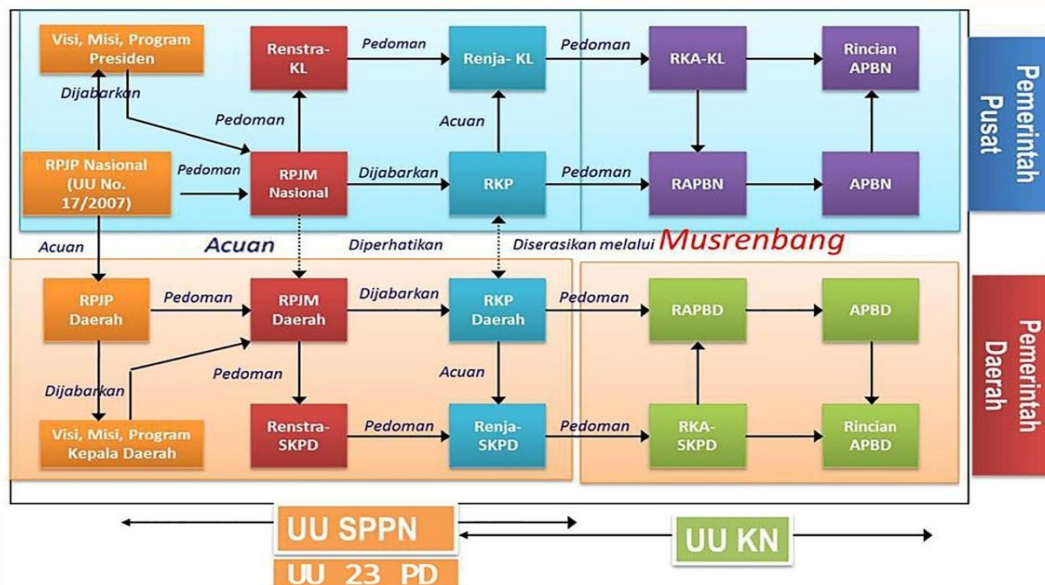 Visi, Misi, Program
Presiden
Renstra-
KL
Pedoman
Renja- KL
Pedoman
RKA-KL
Rincian
APBN
Dijabarkan
Pedoman
Acuan
RPJP Nasional
(UU No.
17/2007)
Pedoman
RPJM
Nasional
Dijabarkan
RKP
Pedoman
RAPBN
APBN
Pemerintah
Pusat
Acuan
Acuan
Diperhatikan
Diserasikan melalui
Musrenbang
RPJP
Daerah
Pedoman
RPJM
Daerah
Dijabarkan
RKP
Daerah
Pedoman
RAPBD
APBD
Dijabarkan
Pedoman
Acuan
Visi, Misi, Program
Kepala Daerah
Renstra-
SKPD
Pedoman
Renja-
SKPD
Pedoman
RKA-
SKPD
Rincian
APBD
Pemerintah
Daerah
UU SPPN
UU 23 PD
UU KN